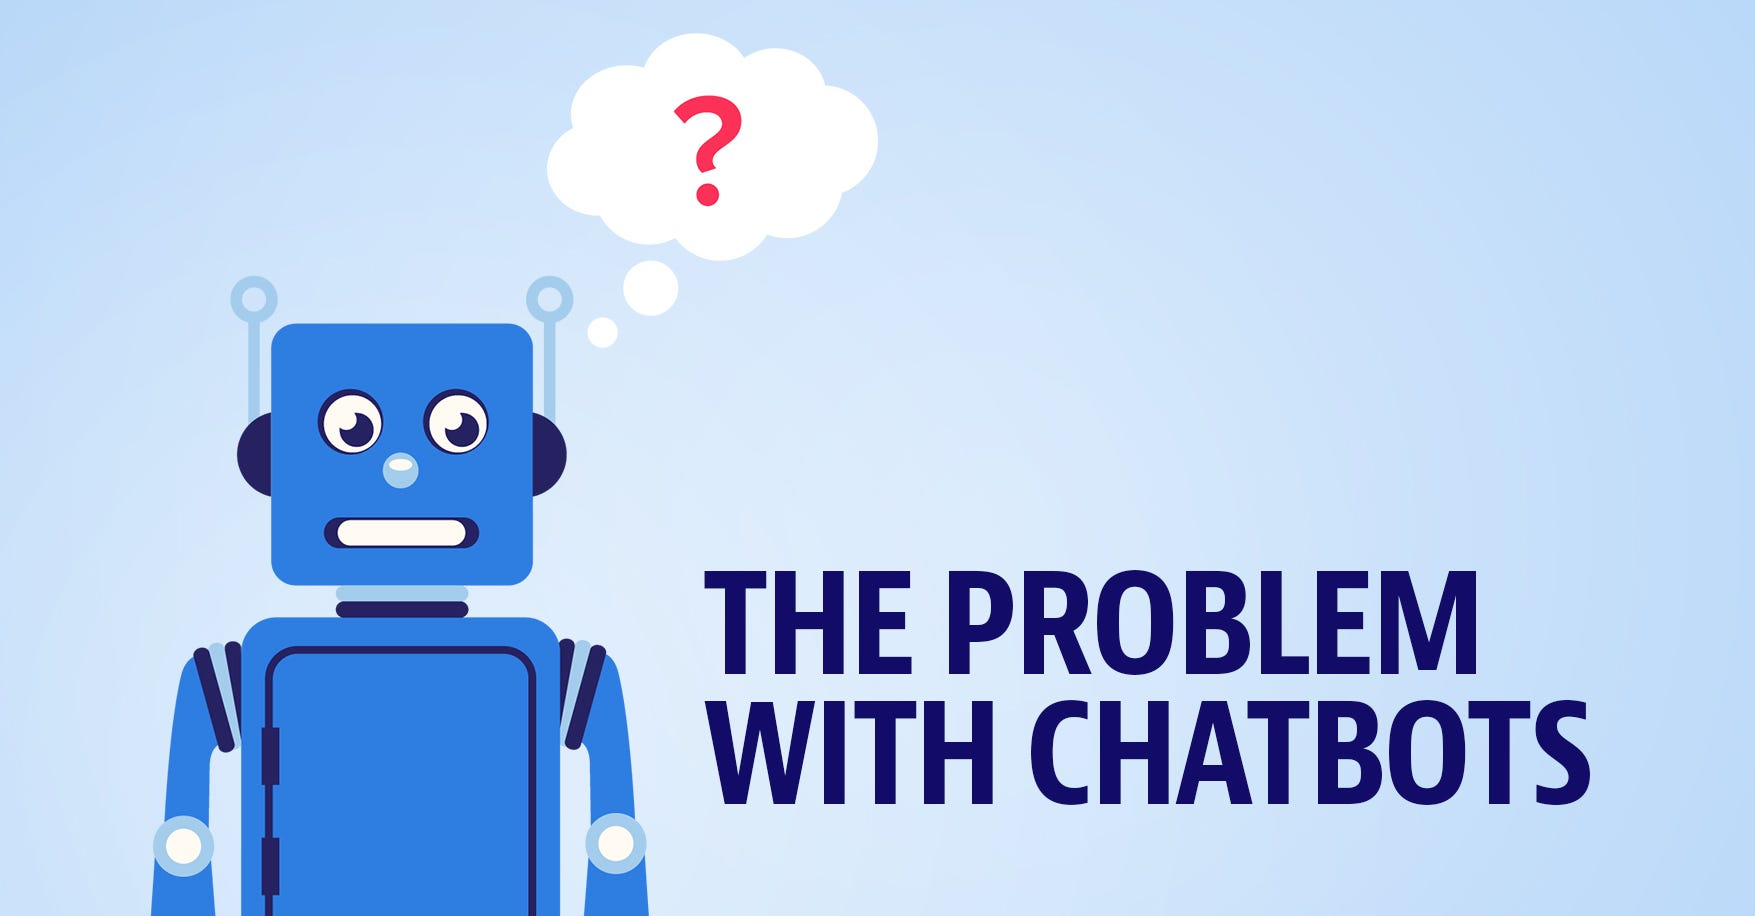 ?
THE PROBLEM
WITH CHATBOTS